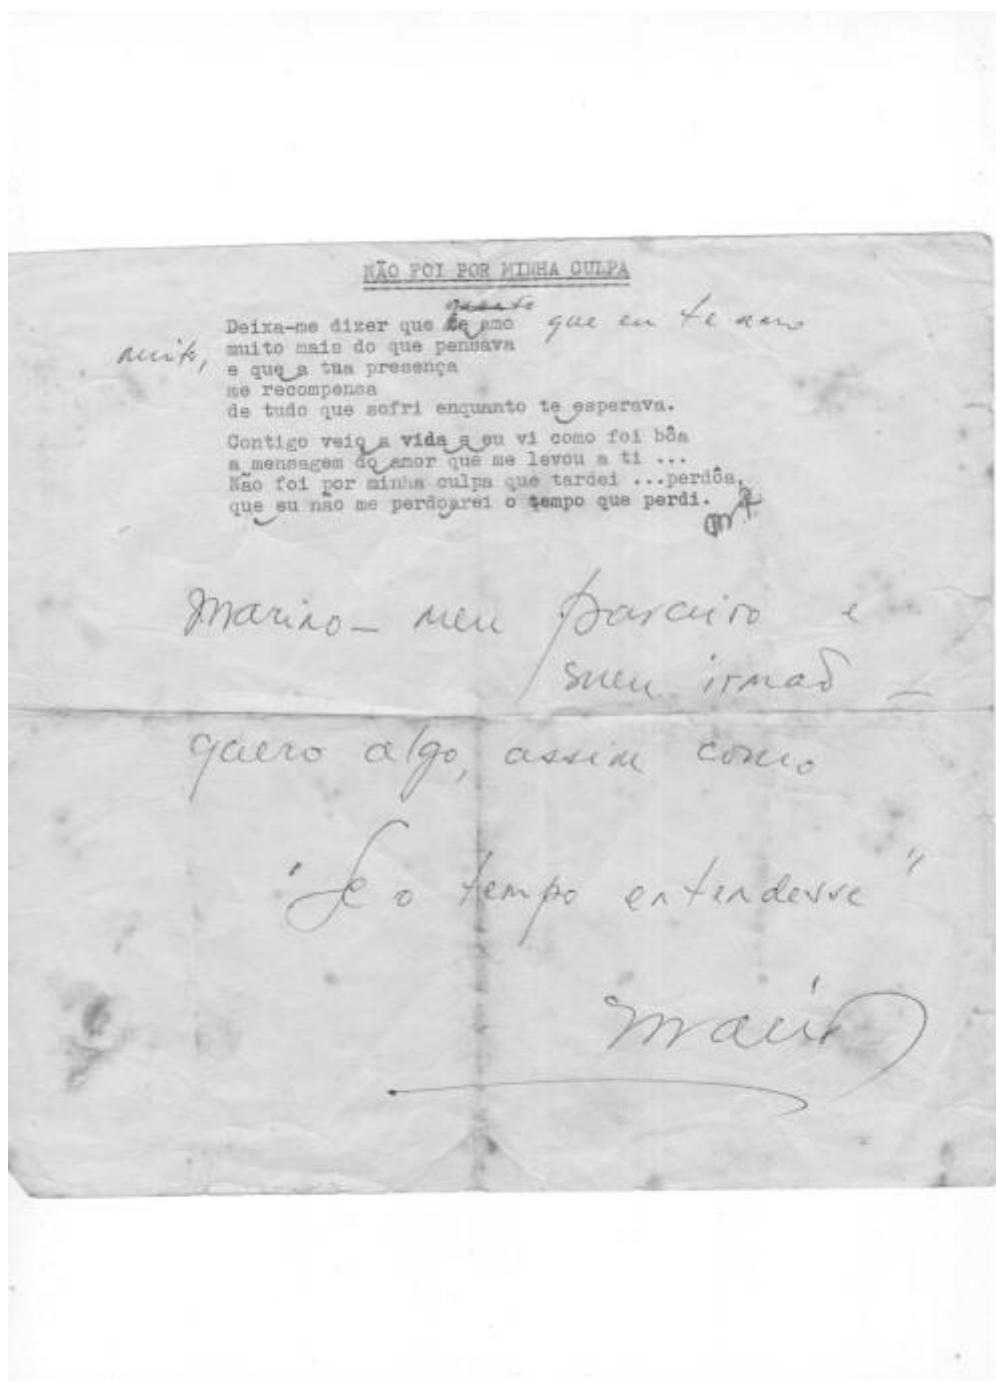 NÃO FOI POR MINHA CULPA
quanto
Deixa-me dizer que te amo que eu te amo
muito, muito mais do que pensava
e que a tua presença
me recompensa
de tudo que sofri enquanto te esperava.
Contigo veio a vida e eu vi como foi bôa
a mensagem do amor que me levou a ti ...
Não foi por minha culpa que tardei ...perdôa,
que eu não me perdoarei o tempo que perdi.
Marino - meu parceiro e
meu irmão -
quero algo, assim como
"Se o tempo entendesse"
Mário